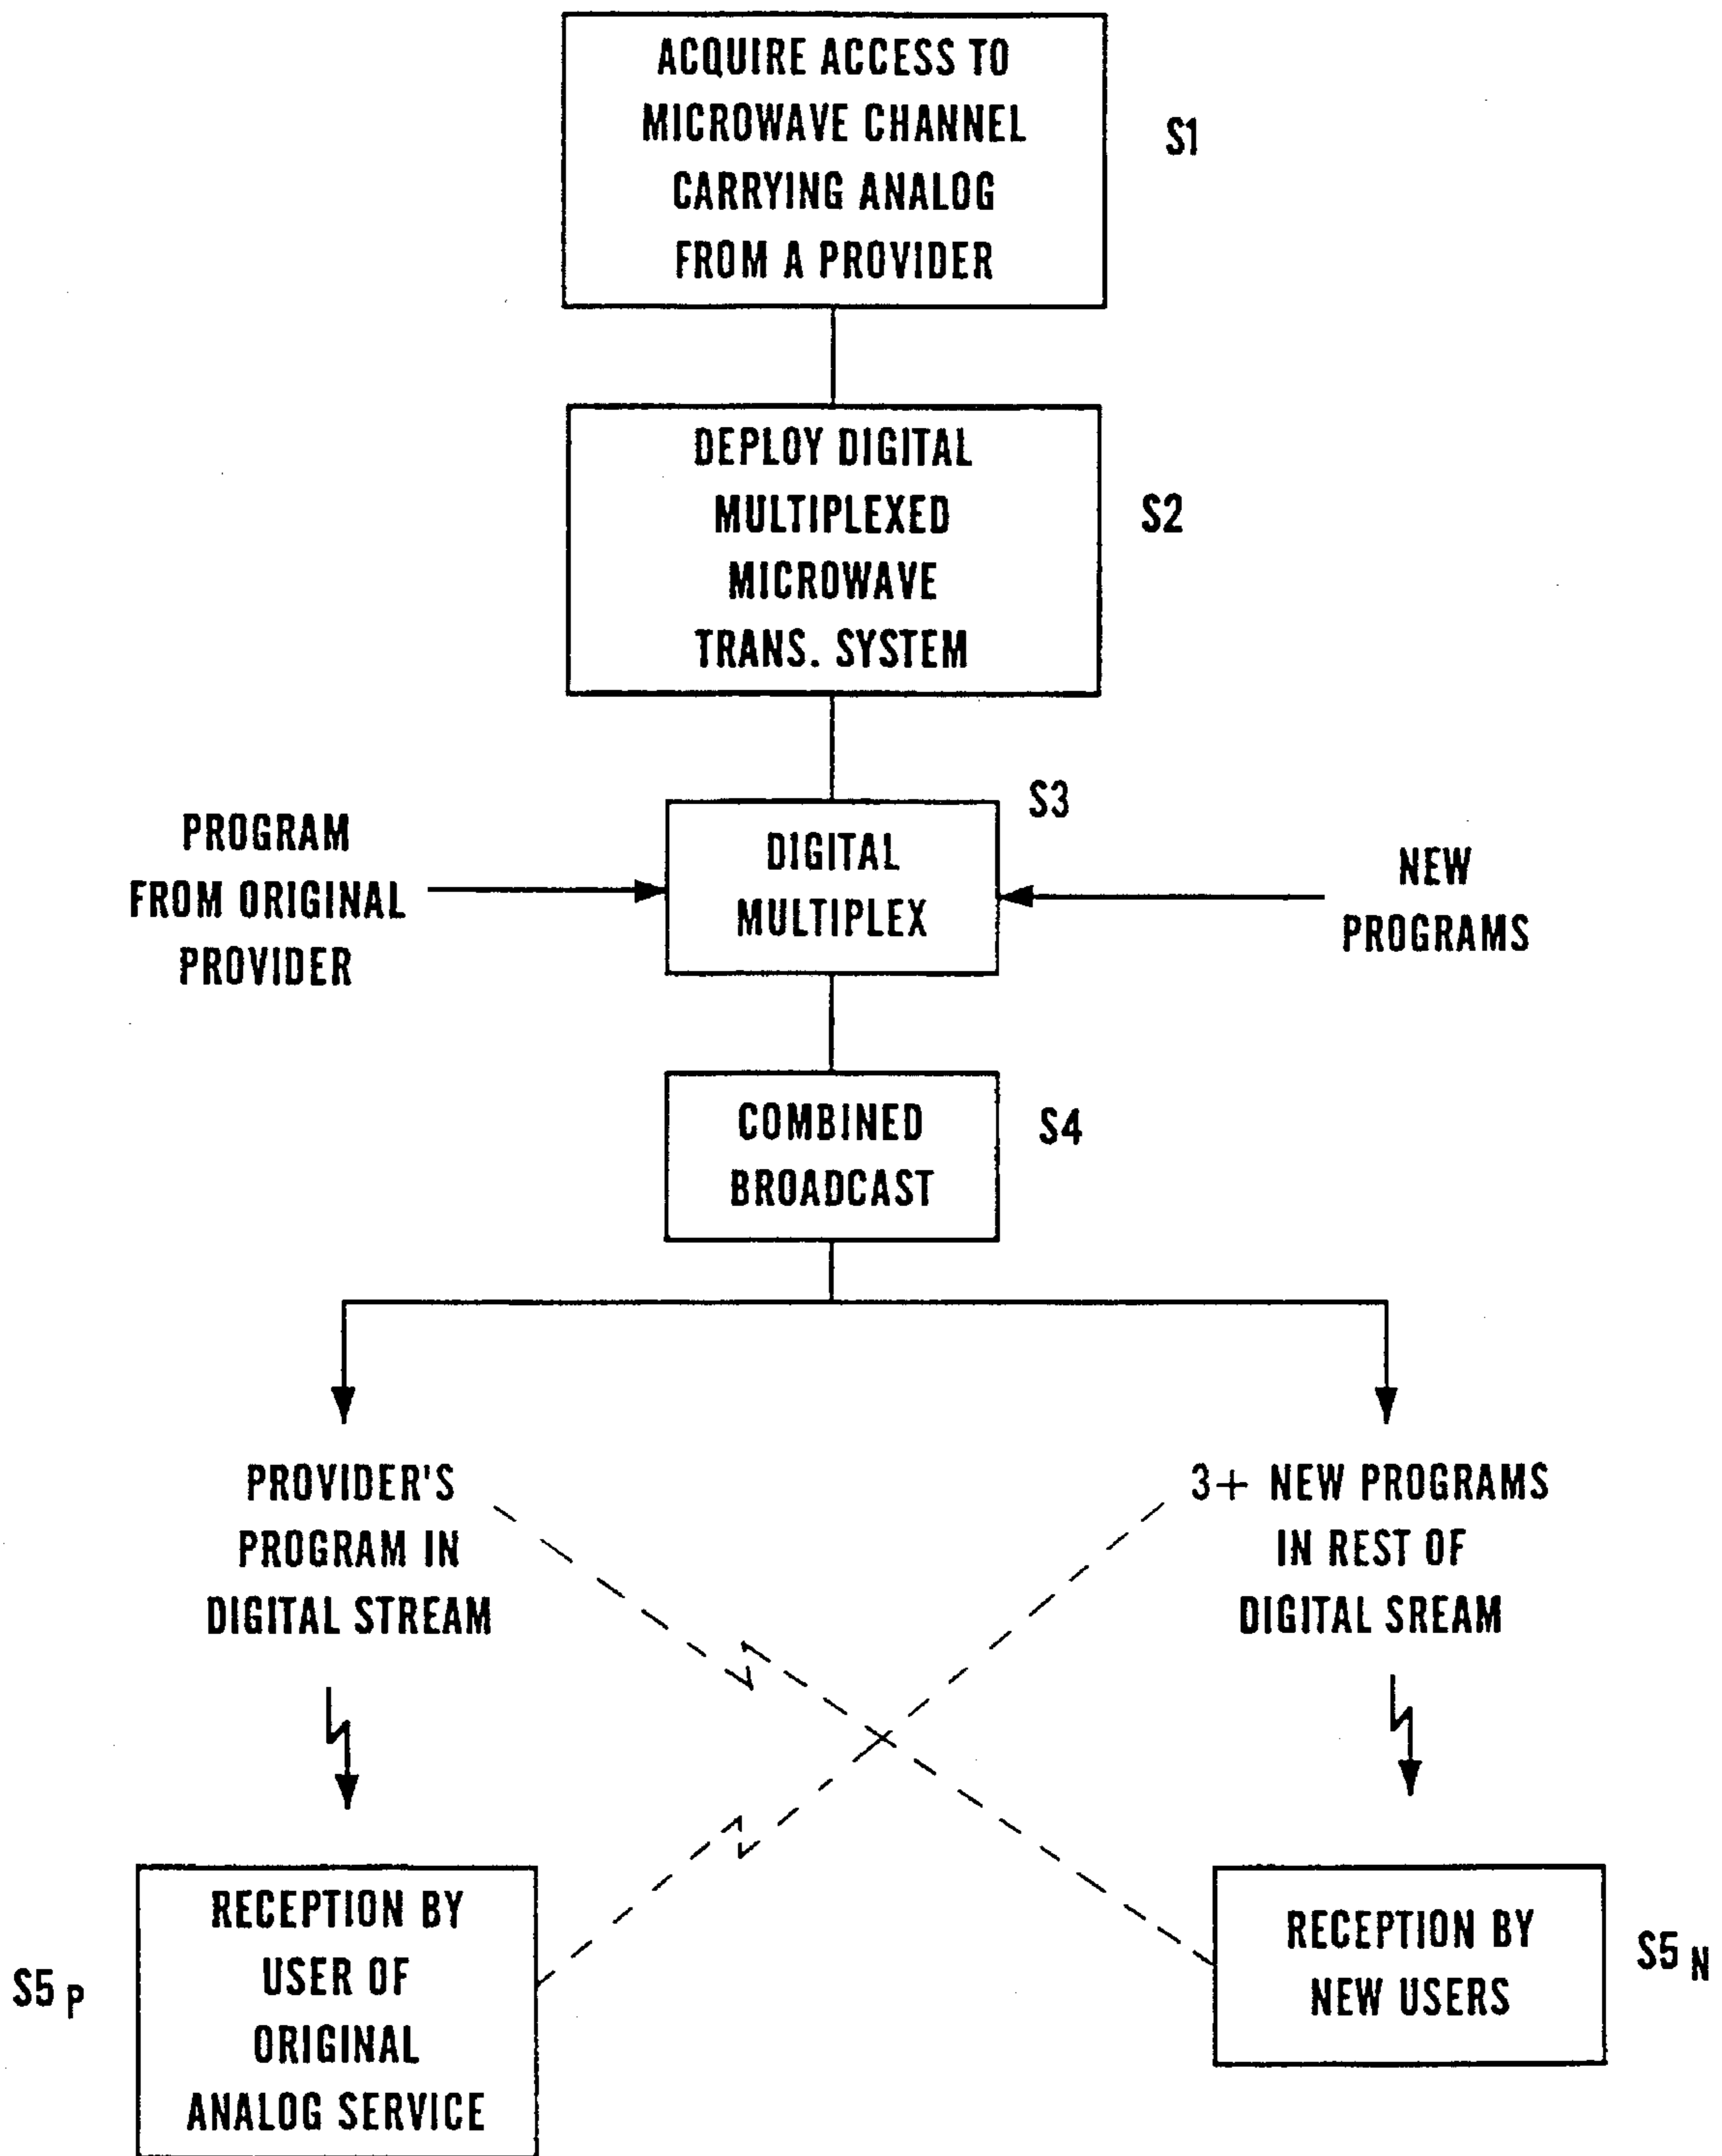 ACQUIRE ACCESS TO
MICROWAVE CHANNEL
CARRYING ANALOG
FROM A PROVIDER
S1
DEPLOY DIGITAL
MULTIPLEXED
MICROWAVE
TRANS. SYSTEM
S2
PROGRAM
FROM ORIGINAL
PROVIDER
DIGITAL
MULTIPLEX
S3
NEW
PROGRAMS
COMBINED
BROADCAST
S4
PROVIDER'S
PROGRAM IN
DIGITAL STREAM
3+ NEW PROGRAMS
IN REST OF
DIGITAL SREAM
S5 P
RECEPTION BY
USER OF
ORIGINAL
ANALOG SERVICE
RECEPTION BY
NEW USERS
S5 N